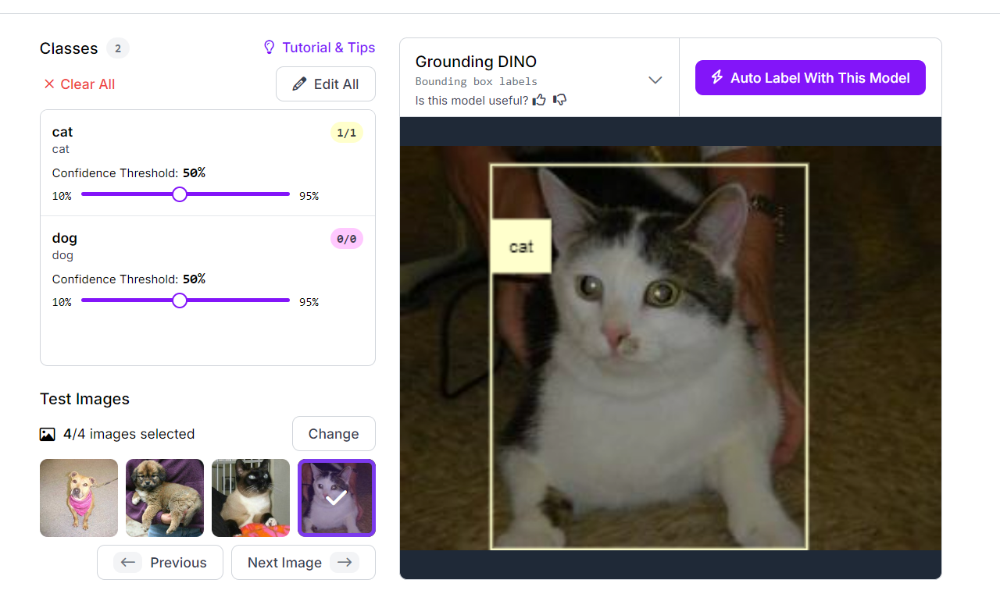 Classes 2
Tutorial & Tips
Clear All
Edit All
cat 1/1
cat
Confidence Threshold: 50%
10% 95%
dog 0/0
dog
Confidence Threshold: 50%
10% 95%
Test Images
4/4 images selected
Change
Previous
Next Image
Grounding DINO
Bounding box labels
Is this model useful?
Auto Label With This Model
cat